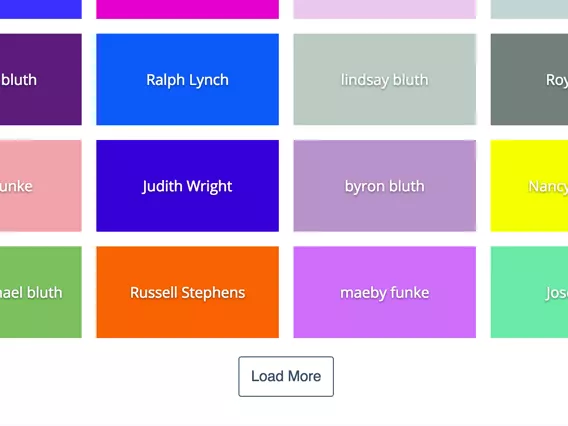 bluth Ralph Lynch lindsay bluth Roy
unke Judith Wright byron bluth Nancy
ael bluth Russell Stephens maeby funke Jos
Load More